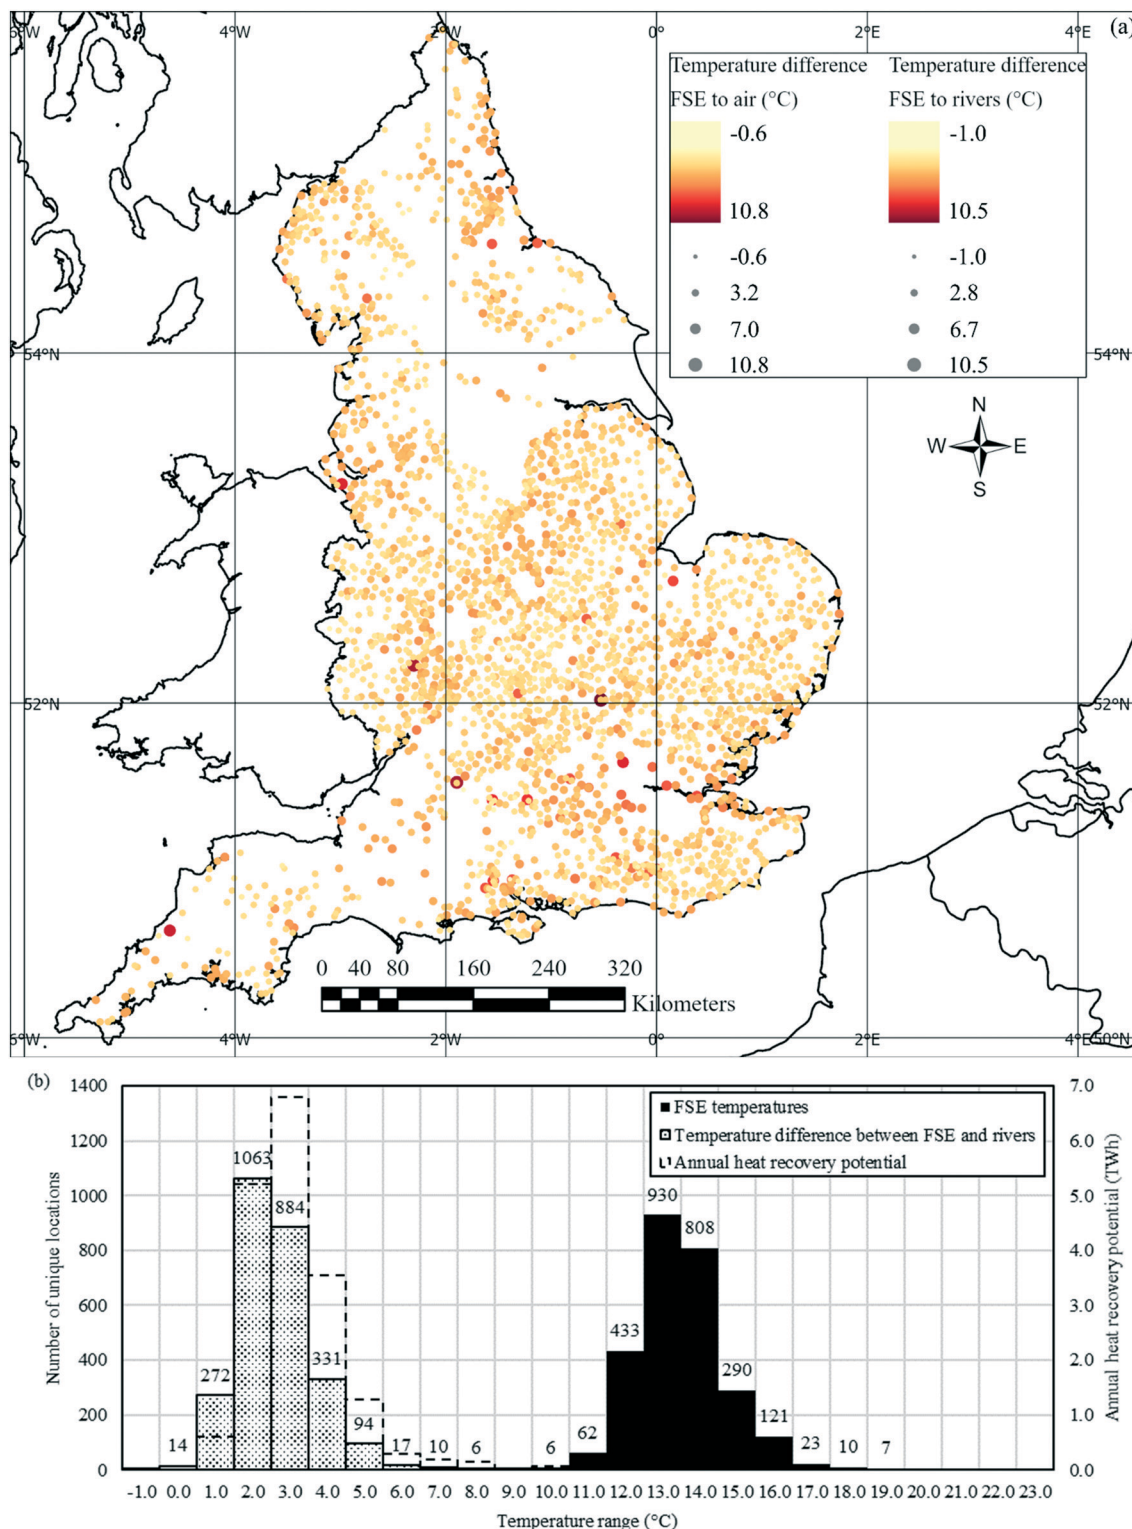 6°W 4°W 2°W 0° 2°E 4°E (a)
Temperature difference
FSE to air (°C)
-0.6
10.8
-0.6
3.2
7.0
10.8
Temperature difference
FSE to rivers (°C)
-1.0
10.5
-1.0
2.8
6.7
10.5
54°N 54°N
N
W E
S
52°N 52°N
0 40 80 160 240 320
Kilometers
6°W 4°W 2°W 0° 2°E 4°E 50°N
(b)
1400 7.0
1200 6.0
1000 5.0
800 4.0
600 3.0
400 2.0
200 1.0
0 0.0
Number of unique locations
Annual heat recovery potential (TWh)
FSE temperatures
Temperature difference between FSE and rivers
Annual heat recovery potential
14 272 1063 884 331 94 17 10 6 6 62 433 930 808 290 121 23 10 7
-1.0 0.0 1.0 2.0 3.0 4.0 5.0 6.0 7.0 8.0 9.0 10.0 11.0 12.0 13.0 14.0 15.0 16.0 17.0 18.0 19.0 20.0 21.0 22.0 23.0
Temperature range (°C)